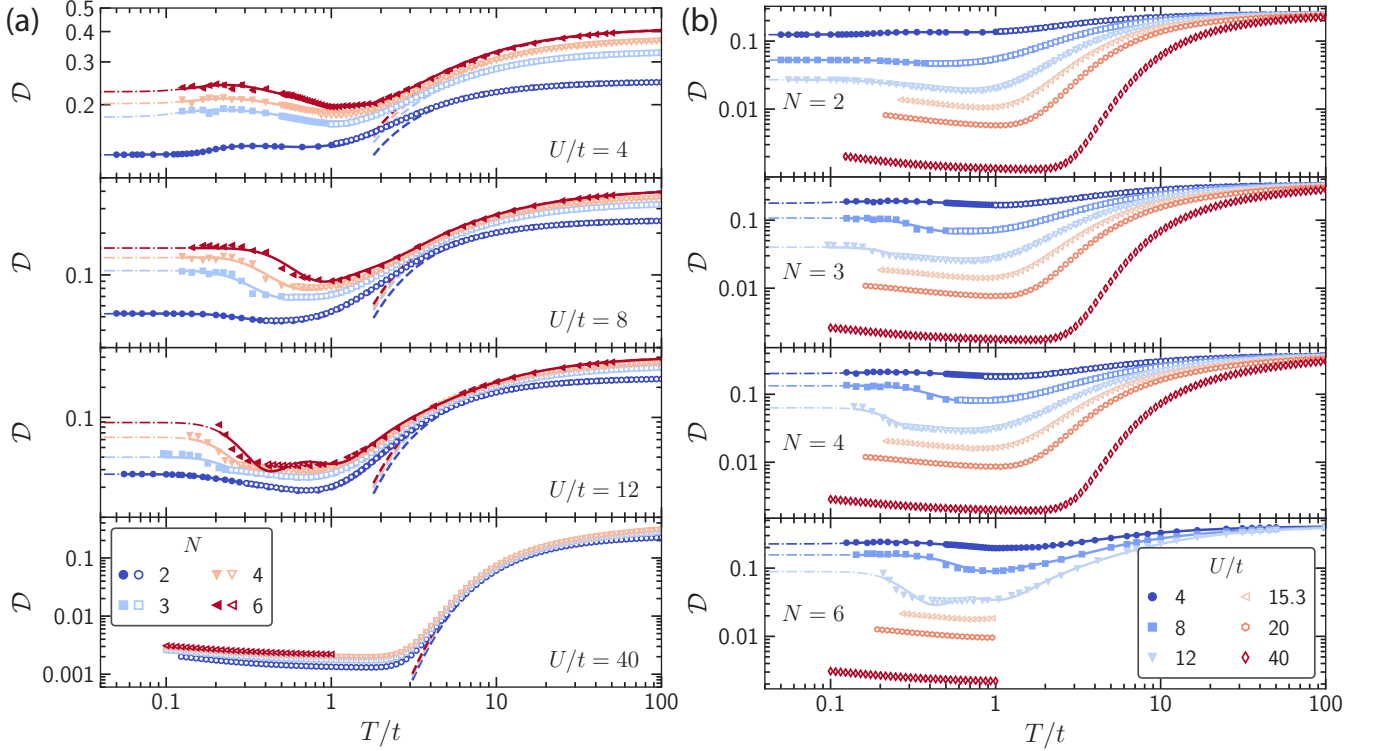 (a)
0.5
0.4
0.3
0.2
𝒟
U/t = 4
0.1
𝒟
U/t = 8
0.1
𝒟
U/t = 12
0.1
0.01
0.001
𝒟
N
2
3
4
6
U/t = 40
0.1
1
10
100
T/t
(b)
0.1
0.01
𝒟
N = 2
0.1
0.01
𝒟
N = 3
0.1
0.01
𝒟
N = 4
0.1
0.01
𝒟
N = 6
U/t
4
8
12
15.3
20
40
0.1
1
10
100
T/t